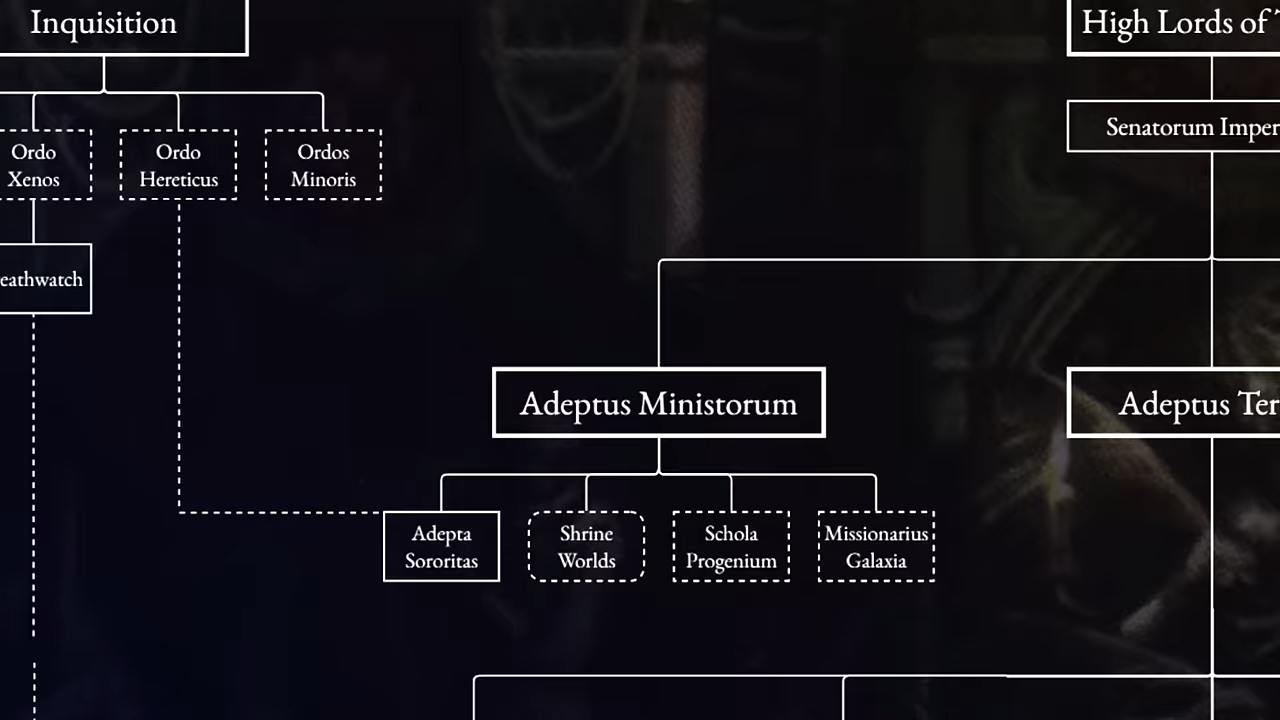 Inquisition
High Lords of
Ordo
Xenos
Ordo
Hereticus
Ordos
Minoris
Senatorum Imper
eathwatch
Adeptus Ministorum
Adeptus Ter
Adepta
Sororitas
Shrine
Worlds
Schola
Progenium
Missionarius
Galaxia